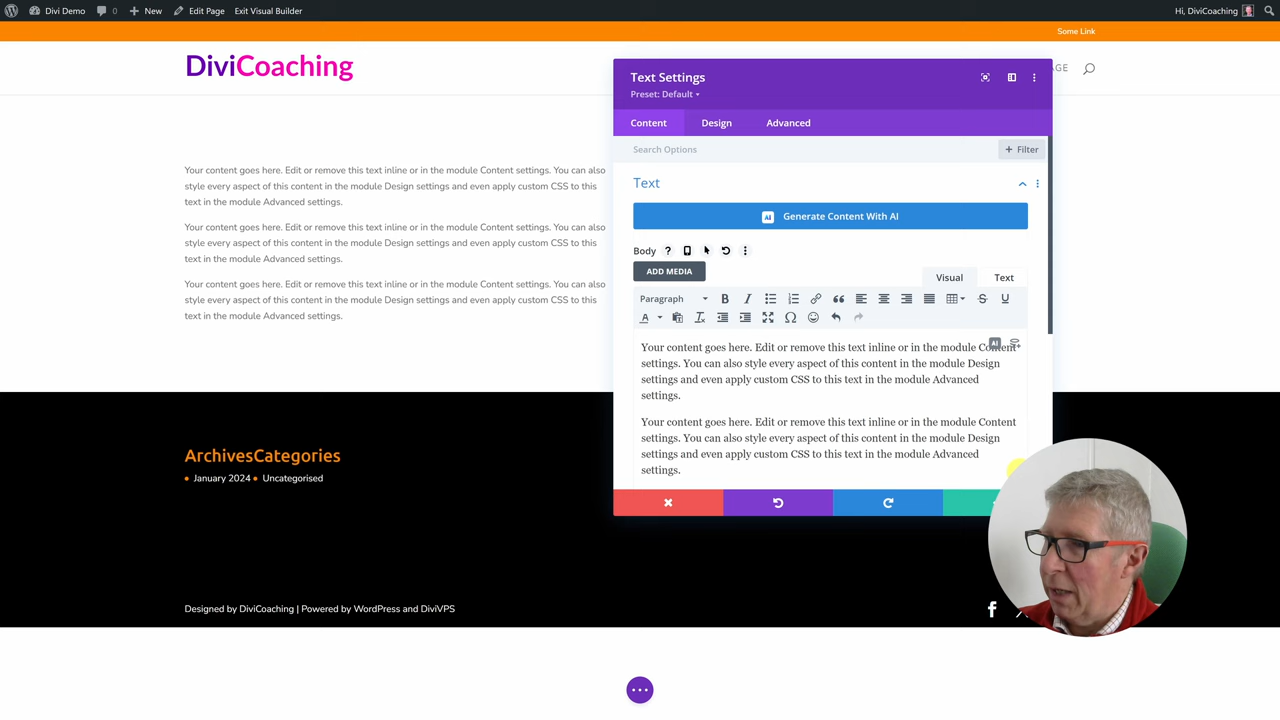 Divi Demo 0 New Edit Page Exit Visual Builder Hi, DiviCoaching
Some Link
DiviCoaching
AGE
Text Settings
Preset: Default
Content Design Advanced
Search Options
+ Filter
Text
AI Generate Content With AI
Body ?
ADD MEDIA
Visual Text
Paragraph B I U
A
Your content goes here. Edit or remove this text inline or in the module Content
settings. You can also style every aspect of this content in the module Design
settings and even apply custom CSS to this text in the module Advanced
settings.
AI
Your content goes here. Edit or remove this text inline or in the module Content
settings. You can also style every aspect of this content in the module Design
settings and even apply custom CSS to this text in the module Advanced
settings.
Your content goes here. Edit or remove this text inline or in the module Content settings. You can also
style every aspect of this content in the module Design settings and even apply custom CSS to this
text in the module Advanced settings.
Your content goes here. Edit or remove this text inline or in the module Content settings. You can also
style every aspect of this content in the module Design settings and even apply custom CSS to this
text in the module Advanced settings.
Your content goes here. Edit or remove this text inline or in the module Content settings. You can also
style every aspect of this content in the module Design settings and even apply custom CSS to this
text in the module Advanced settings.
ArchivesCategories
January 2024 Uncategorised
Designed by DiviCoaching | Powered by WordPress and DiviVPS